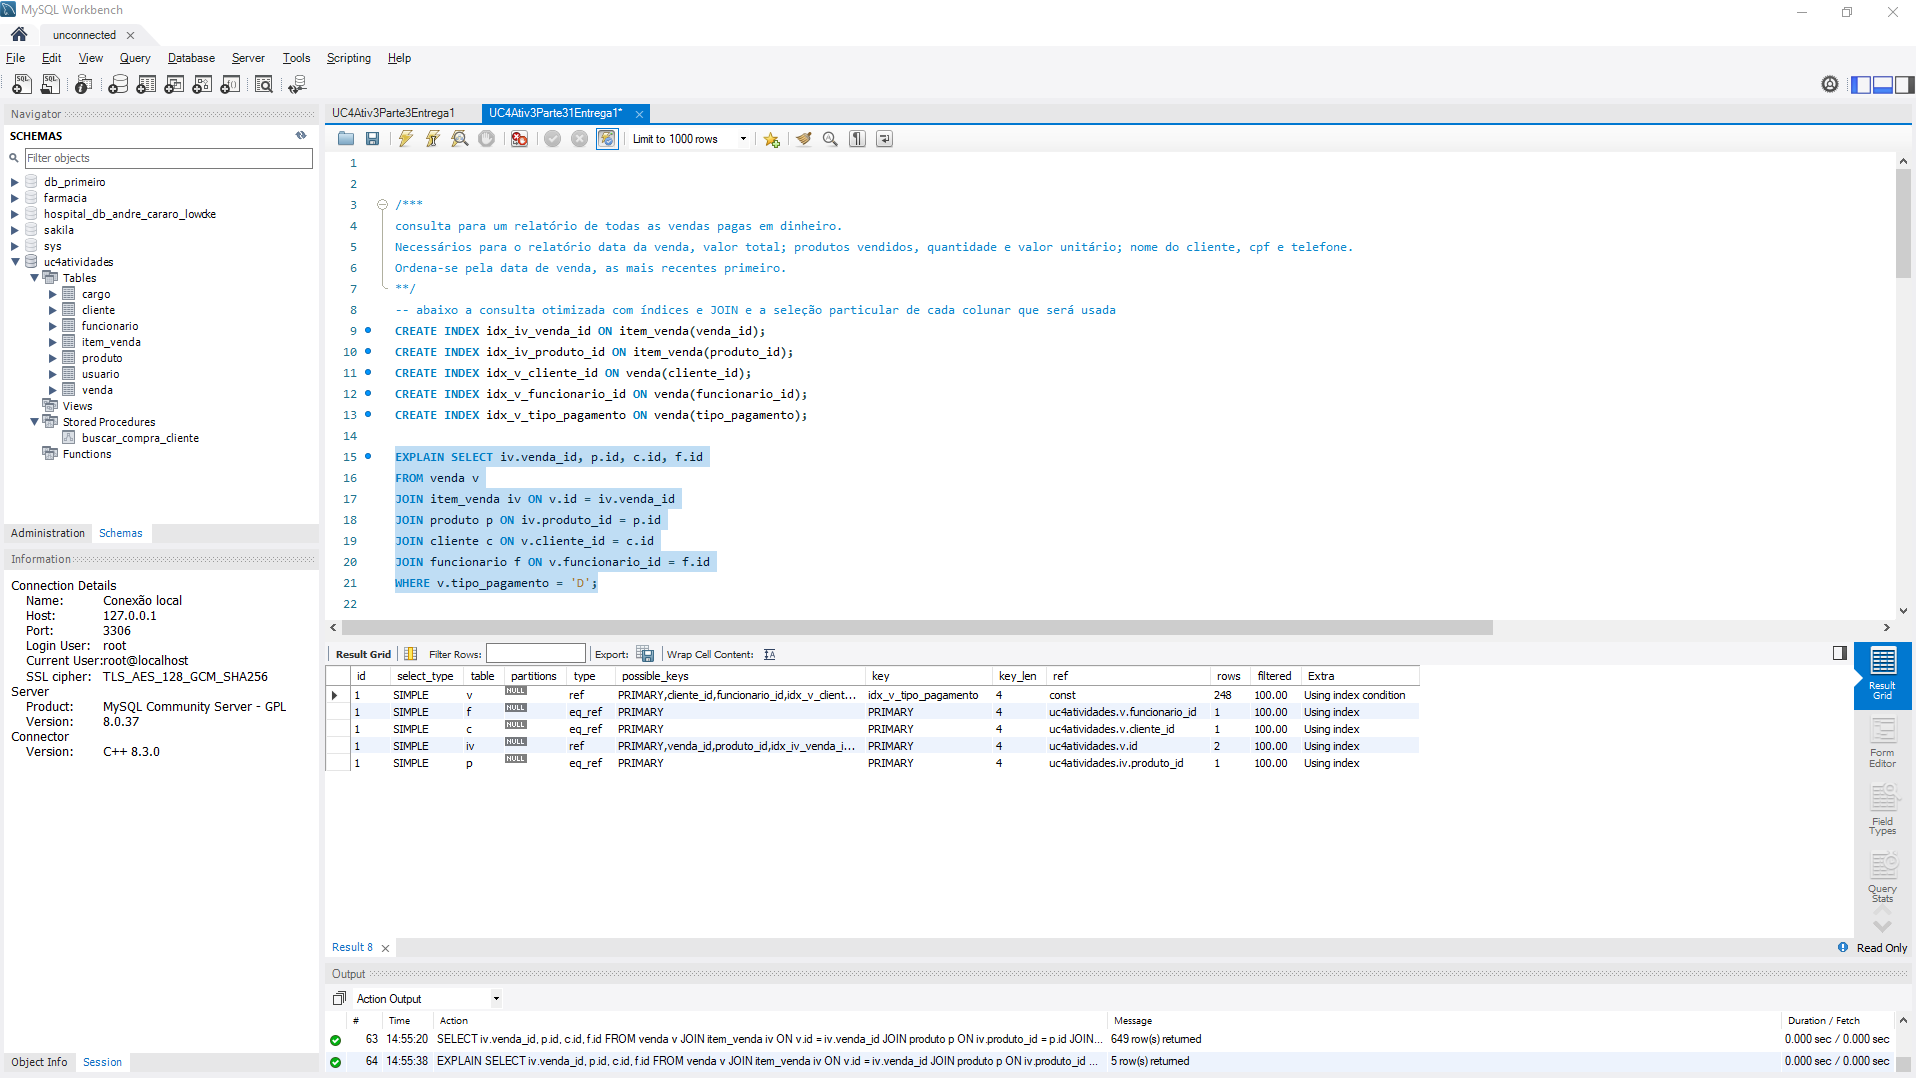 MySQL Workbench
unconnected
File Edit View Query Database Server Tools Scripting Help
Navigator
SCHEMAS
Filter objects
db_primeiro
farmacia
hospital_db_andre_cararo_lowcke
sakila
sys
uc4atividades
Tables
cargo
cliente
funcionario
item_venda
produto
usuario
venda
Views
Stored Procedures
buscar_compra_cliente
Functions
Administration Schemas
Information
Connection Details
Name: Conexão local
Host: 127.0.0.1
Port: 3306
Login User: root
Current User:root@localhost
SSL cipher: TLS_AES_128_GCM_SHA256
Server
Product: MySQL Community Server - GPL
Version: 8.0.37
Connector
Version: C++ 8.3.0
Object Info Session
UC4Ativ3Parte3Entrega1 UC4Ativ3Parte31Entrega1*
Limit to 1000 rows
1
2
3 /***
4 consulta para um relatório de todas as vendas pagas em dinheiro.
5 Necessários para o relatório data da venda, valor total; produtos vendidos, quantidade e valor unitário; nome do cliente, cpf e telefone.
6 Ordena-se pela data de venda, as mais recentes primeiro.
7 **/
8 -- abaixo a consulta otimizada com índices e JOIN e a seleção particular de cada colunar que será usada
9 CREATE INDEX idx_iv_venda_id ON item_venda(venda_id);
10 CREATE INDEX idx_iv_produto_id ON item_venda(produto_id);
11 CREATE INDEX idx_v_cliente_id ON venda(cliente_id);
12 CREATE INDEX idx_v_funcionario_id ON venda(funcionario_id);
13 CREATE INDEX idx_v_tipo_pagamento ON venda(tipo_pagamento);
14
15 EXPLAIN SELECT iv.venda_id, p.id, c.id, f.id
16 FROM venda v
17 JOIN item_venda iv ON v.id = iv.venda_id
18 JOIN produto p ON iv.produto_id = p.id
19 JOIN cliente c ON v.cliente_id = c.id
20 JOIN funcionario f ON v.funcionario_id = f.id
21 WHERE v.tipo_pagamento = 'D';
22
Result Grid Filter Rows: Export: Wrap Cell Content:
id select_type table partitions type possible_keys key key_len ref rows filtered Extra
1 SIMPLE v NULL ref PRIMARY,cliente_id,funcionario_id,idx_v_client... idx_v_tipo_pagamento 4 const 248 100.00 Using index condition
1 SIMPLE f NULL eq_ref PRIMARY PRIMARY 4 uc4atividades.v.funcionario_id 1 100.00 Using index
1 SIMPLE c NULL eq_ref PRIMARY PRIMARY 4 uc4atividades.v.cliente_id 1 100.00 Using index
1 SIMPLE iv NULL ref PRIMARY,venda_id,produto_id,idx_iv_venda_i... PRIMARY 4 uc4atividades.v.id 2 100.00 Using index
1 SIMPLE p NULL eq_ref PRIMARY PRIMARY 4 uc4atividades.iv.produto_id 1 100.00 Using index
Result Grid
Form Editor
Field Types
Query Stats
Result 8
Read Only
Output
Action Output
# Time Action Message Duration / Fetch
63 14:55:20 SELECT iv.venda_id, p.id, c.id, f.id FROM venda v JOIN item_venda iv ON v.id = iv.venda_id JOIN produto p ON iv.produto_id = p.id JOIN... 649 row(s) returned 0.000 sec / 0.000 sec
64 14:55:38 EXPLAIN SELECT iv.venda_id, p.id, c.id, f.id FROM venda v JOIN item_venda iv ON v.id = iv.venda_id JOIN produto p ON iv.produto_id ... 5 row(s) returned 0.000 sec / 0.000 sec